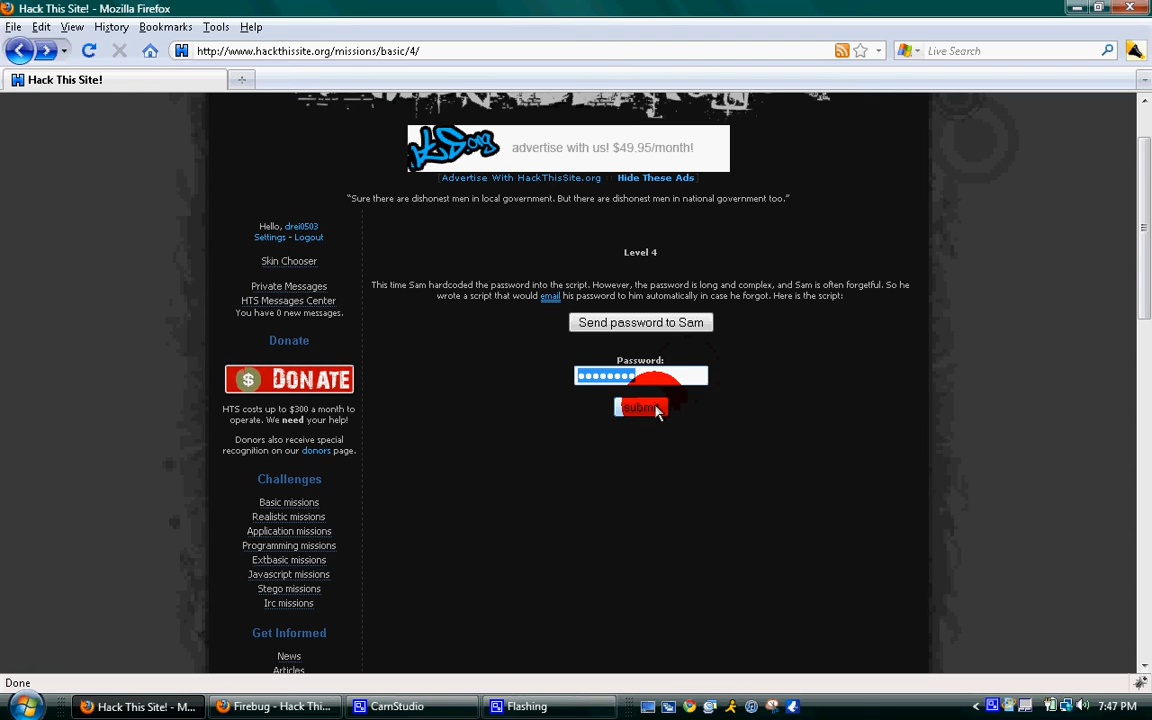 Hack This Site! - Mozilla Firefox
File Edit View History Bookmarks Tools Help
http://www.hackthissite.org/missions/basic/4/
Live Search
Hack This Site!
advertise with us! $49.95/month!
[Advertise With HackThisSite.org :: Hide These Ads]
“Sure there are dishonest men in local government. But there are dishonest men in national government too.”
Hello, drei0503
Settings - Logout
Skin Chooser
Private Messages
HTS Messages Center
You have 0 new messages.
Donate
$ DONATE
HTS costs up to $300 a month to
operate. We need your help!
Donors also receive special
recognition on our donors page.
Challenges
Basic missions
Realistic missions
Application missions
Programming missions
Extbasic missions
Javascript missions
Stego missions
Irc missions
Get Informed
News
Articles
Level 4
This time Sam hardcoded the password into the script. However, the password is long and complex, and Sam is often forgetful. So he
wrote a script that would email his password to him automatically in case he forgot. Here is the script:
Send password to Sam
Password:
submit
Done
Hack This Site! - M...
Firebug - Hack Thi...
CamStudio
Flashing
7:47 PM